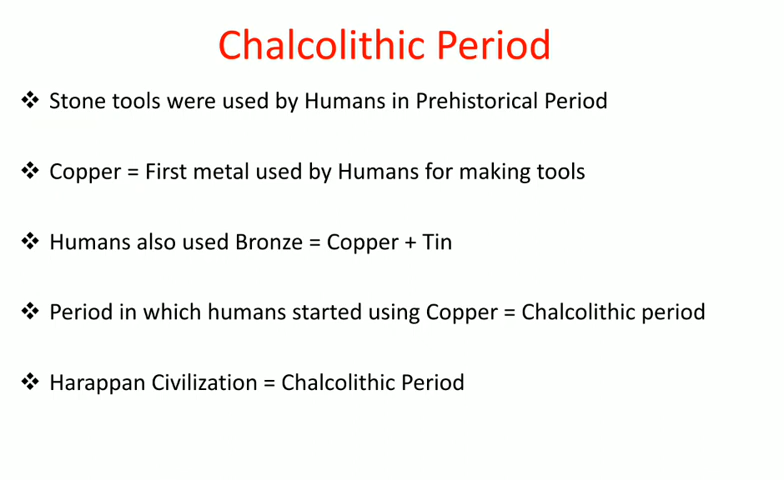 Chalcolithic Period
❖ Stone tools were used by Humans in Prehistorical Period
❖ Copper = First metal used by Humans for making tools
❖ Humans also used Bronze = Copper + Tin
❖ Period in which humans started using Copper = Chalcolithic period
❖ Harappan Civilization = Chalcolithic Period